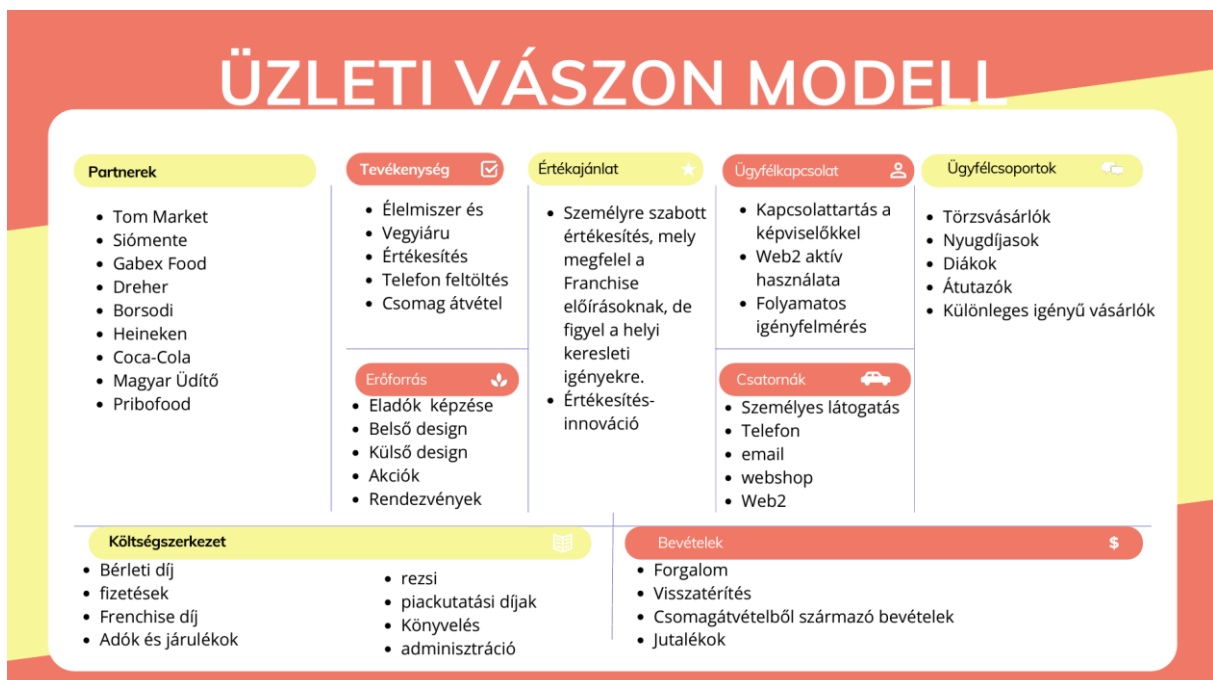 ÜZLETI VÁSZON MODELL
Partnerek
Tom Market
Siómente
Gabex Food
Dreher
Borsodi
Heineken
Coca-Cola
Magyar Üdítő
Pribofood
Tevékenység
Élelmiszer és
Vegyiáru
Értékesítés
Telefon feltöltés
Csomag átvétel
Erőforrás
Eladók képzése
Belső design
Külső design
Akciók
Rendezvények
Értékajánlat
Személyre szabott
értékesítés, mely
megfelel a
Franchise
előírásoknak, de
figyel a helyi
keresleti
igényekre.
Értékesítés-
innováció
Ügyfélkapcsolat
Kapcsolattartás a
képviselőkkel
Web2 aktív
használata
Folyamatos
igényfelmérés
Csatornák
Személyes látogatás
Telefon
email
webshop
Web2
Ügyfélcsoportok
Törzsvásárlók
Nyugdíjasok
Diákok
Átutazók
Különleges igényű vásárlók
Költségszerkezet
Bérleti díj
fizetések
Frenchise díj
Adók és járulékok
rezsi
piackutatási díjak
Könyvelés
adminisztráció
Bevételek
$
Forgalom
Visszatérítés
Csomagátvételből származó bevételek
Jutalékok